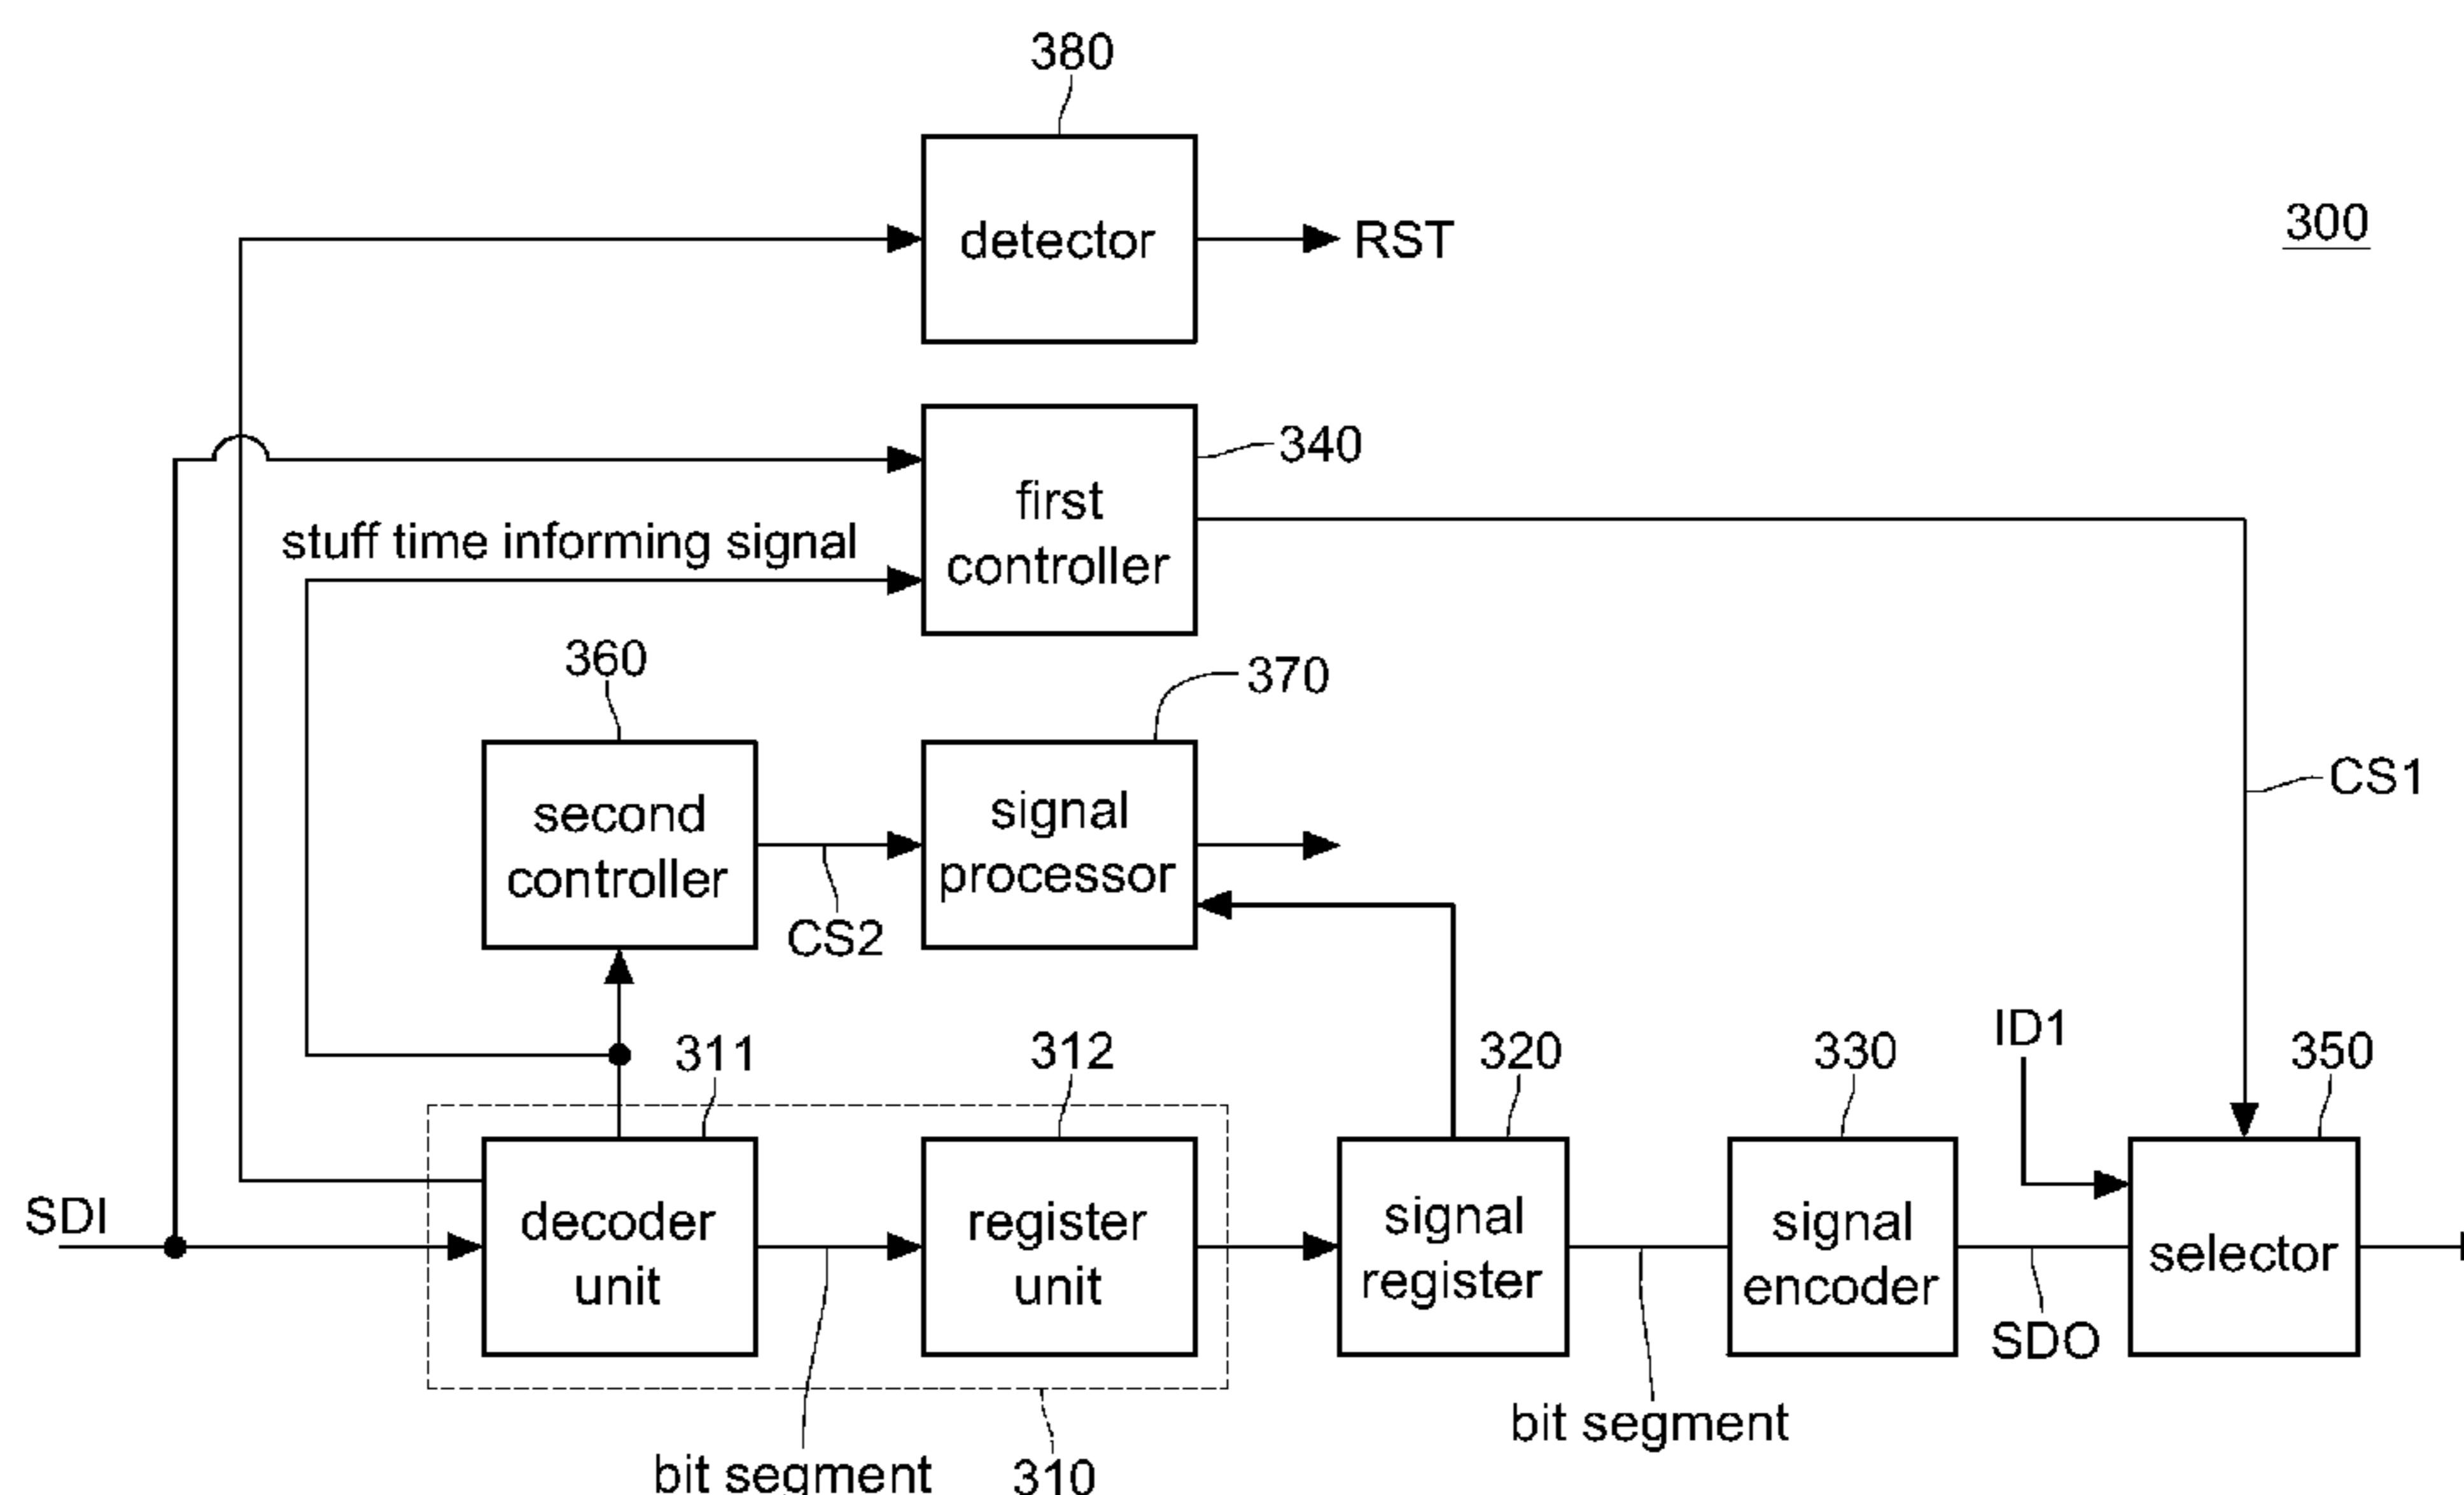 380
detector
RST
300
340
first
controller
stuff time informing signal
360
370
second
controller
signal
processor
CS2
CS1
ID1
311
312
320
330
350
SDI
decoder
unit
register
unit
signal
register
signal
encoder
selector
SDO
bit segment
bit segment
310